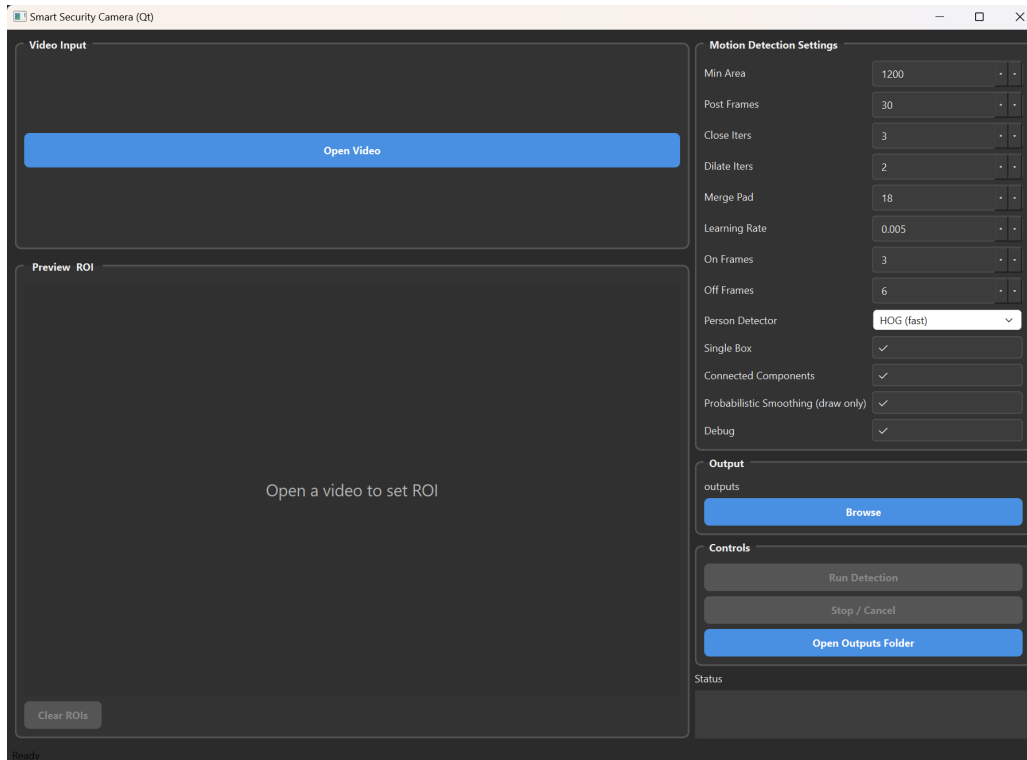 Smart Security Camera (Qt)
Video Input
Open Video
Preview ROI
Open a video to set ROI
Clear ROIs
Motion Detection Settings
Min Area 1200
Post Frames 30
Close Iters 3
Dilate Iters 2
Merge Pad 18
Learning Rate 0.005
On Frames 3
Off Frames 6
Person Detector HOG (fast)
Single Box
Connected Components
Probabilistic Smoothing (draw only)
Debug
Output
outputs
Browse
Controls
Run Detection
Stop / Cancel
Open Outputs Folder
Status
Ready